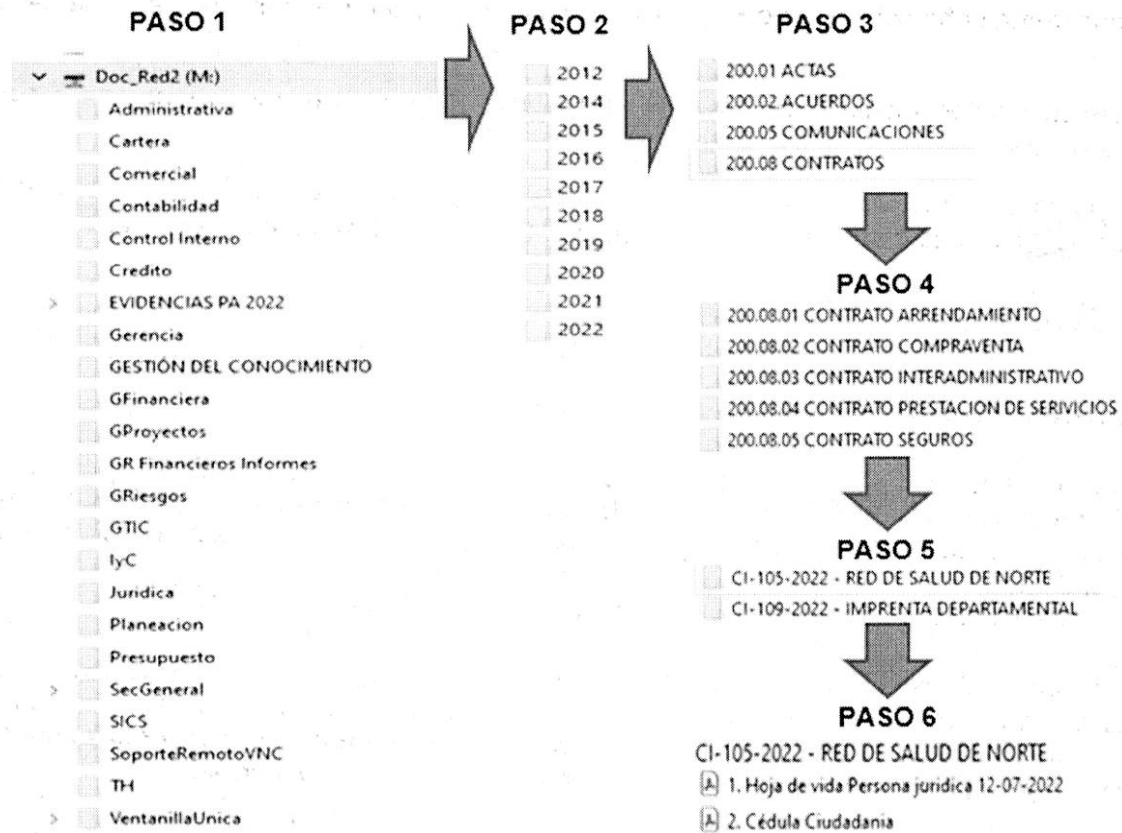 PASO 1
Doc_Red2 (M:)
Administrativa
Cartera
Comercial
Contabilidad
Control Interno
Credito
EVIDENCIAS PA 2022
Gerencia
GESTIÓN DEL CONOCIMIENTO
GFinanciera
GProyectos
GR Financieros Informes
GRiesgos
GTIC
IyC
Juridica
Planeacion
Presupuesto
SecGeneral
SICS
SoporteRemotoVNC
TH
VentanillaUnica
PASO 2
2012
2014
2015
2016
2017
2018
2019
2020
2021
2022
PASO 3
200.01 ACTAS
200.02 ACUERDOS
200.05 COMUNICACIONES
200.08 CONTRATOS
PASO 4
200.08.01 CONTRATO ARRENDAMIENTO
200.08.02 CONTRATO COMPRAVENTA
200.08.03 CONTRATO INTERADMINISTRATIVO
200.08.04 CONTRATO PRESTACION DE SERIVICIOS
200.08.05 CONTRATO SEGUROS
PASO 5
CI-105-2022 - RED DE SALUD DE NORTE
CI-109-2022 - IMPRENTA DEPARTAMENTAL
PASO 6
CI-105-2022 - RED DE SALUD DE NORTE
1. Hoja de vida Persona juridica 12-07-2022
2. Cédula Ciudadania